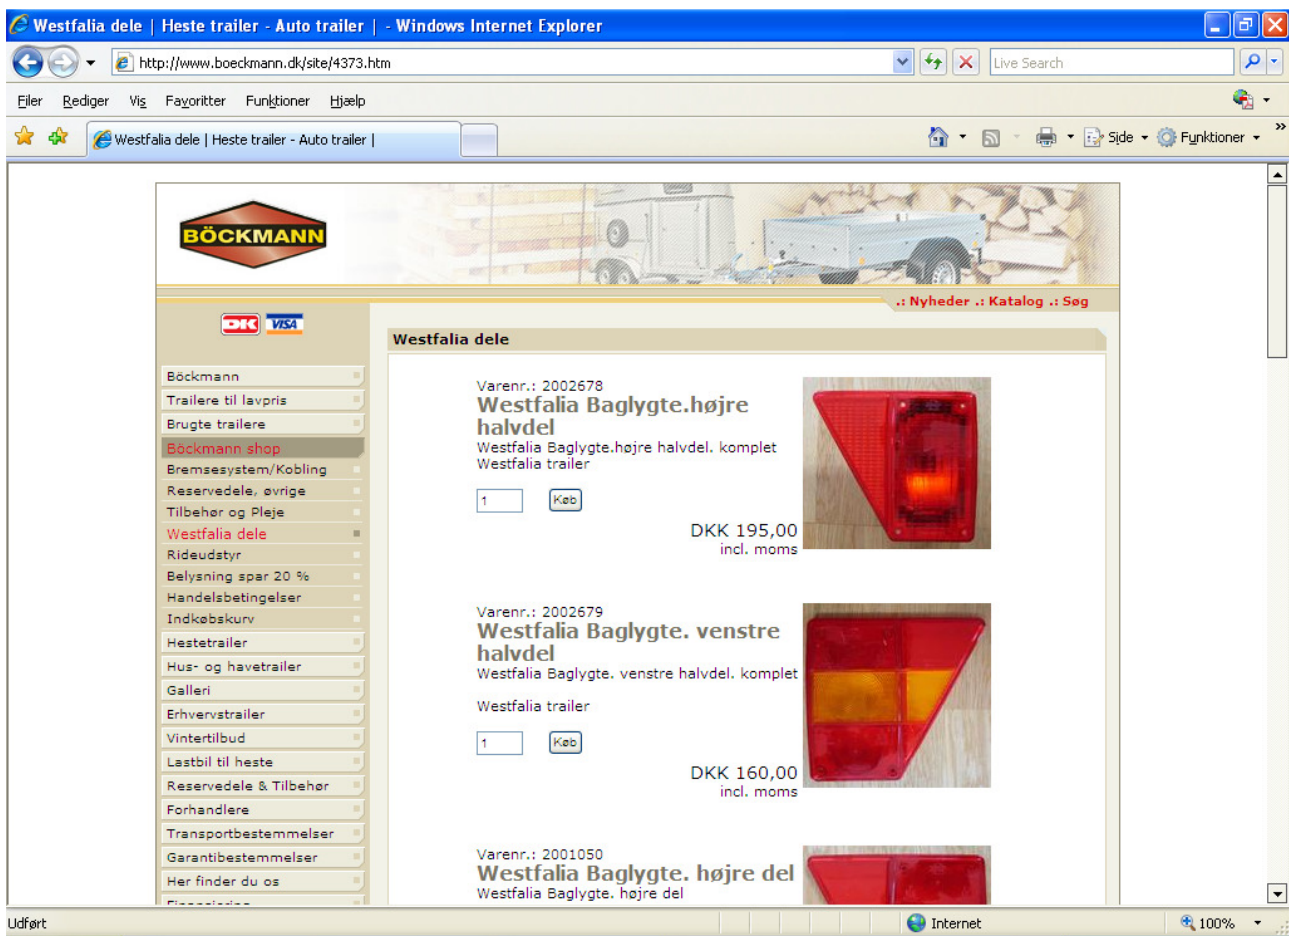 Westfalia dele | Heste trailer - Auto trailer | - Windows Internet Explorer
http://www.boeckmann.dk/site/4373.htm
Live Search
Filer Rediger Vis Favoritter Funktioner Hjælp
Westfalia dele | Heste trailer - Auto trailer |
Side Funktioner »
BÖCKMANN
.: Nyheder .: Katalog .: Søg
DK VISA
Westfalia dele
Böckmann
Trailere til lavpris
Brugte trailere
Böckmann shop
Bremsesystem/Kobling
Reservedele, øvrige
Tilbehør og Pleje
Westfalia dele
Rideudstyr
Belysning spar 20 %
Handelsbetingelser
Indkøbskurv
Hestetrailer
Hus- og havetrailer
Galleri
Erhvervstrailer
Vintertilbud
Lastbil til heste
Reservedele & Tilbehør
Forhandlere
Transportbestemmelser
Garantibestemmelser
Her finder du os
Finansiering
Varenr.: 2002678
Westfalia Baglygte.højre
halvdel
Westfalia Baglygte.højre halvdel. komplet
Westfalia trailer
1 Køb
DKK 195,00
incl. moms
Varenr.: 2002679
Westfalia Baglygte. venstre
halvdel
Westfalia Baglygte. venstre halvdel. komplet
Westfalia trailer
1 Køb
DKK 160,00
incl. moms
Varenr.: 2001050
Westfalia Baglygte. højre del
Westfalia Baglygte. højre del
Udført
Internet
100%